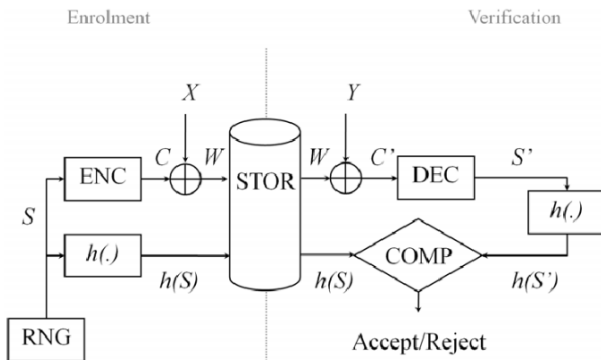 Enrolment Verification
X Y
C W W C' S'
ENC STOR DEC
S h(.)
h(.) COMP
h(S) h(S) h(S')
RNG
Accept/Reject